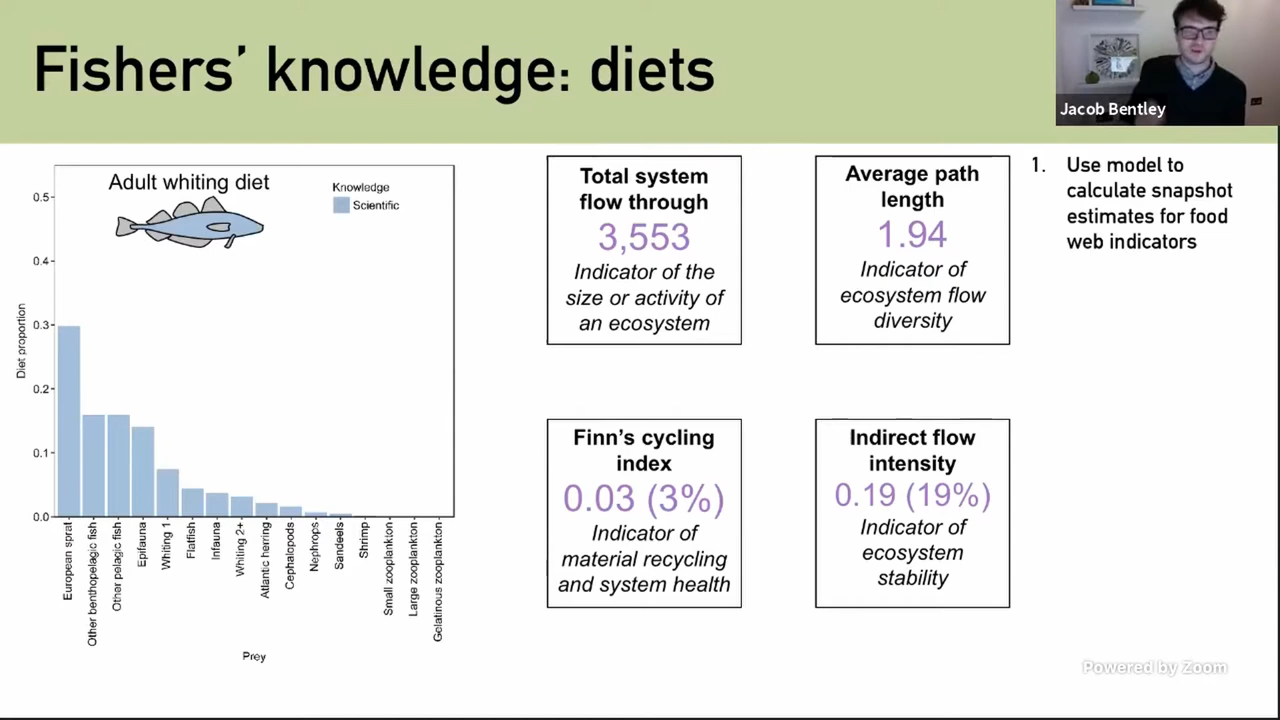 Fishers’ knowledge: diets
Jacob Bentley
Adult whiting diet
Knowledge
Scientific
Diet proportion
0.5
0.4
0.3
0.2
0.1
0.0
European sprat
Other benthopelagic fish
Other pelagic fish
Epifauna
Whiting 1
Flatfish
Infauna
Whiting 2+
Atlantic herring
Cephalopods
Nephrops
Sandeels
Shrimp
Small zooplankton
Large zooplankton
Gelatinous zooplankton
Prey
Total system
flow through
3,553
Indicator of the
size or activity of
an ecosystem
Average path
length
1.94
Indicator of
ecosystem flow
diversity
Finn’s cycling
index
0.03 (3%)
Indicator of
material recycling
and system health
Indirect flow
intensity
0.19 (19%)
Indicator of
ecosystem
stability
1. Use model to
calculate snapshot
estimates for food
web indicators
Powered by Zoom